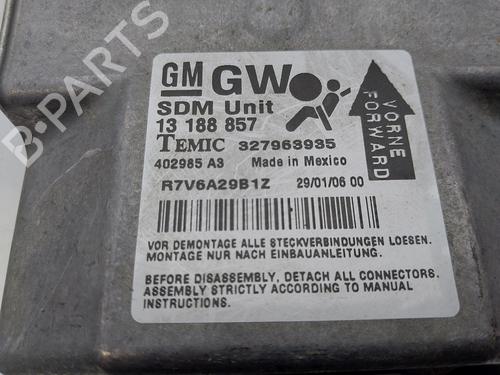 B-PARTS
GM GW
SDM Unit
13 188 857
TEMIC 327963935
402985 A3 Made in Mexico
R7V6A29B1Z 29/01/06 00
VORNE
FORWARD
VOR DEMONTAGE ALLE STECKVERBINDUNGEN LOESEN.
MONTAGE NUR NACH EINBAUANLEITUNG.
BEFORE DISASSEMBLY, DETACH ALL CONNECTORS.
ASSEMBLY STRICTLY ACCORDING TO MANUAL
INSTRUCTIONS.
B-PARTS